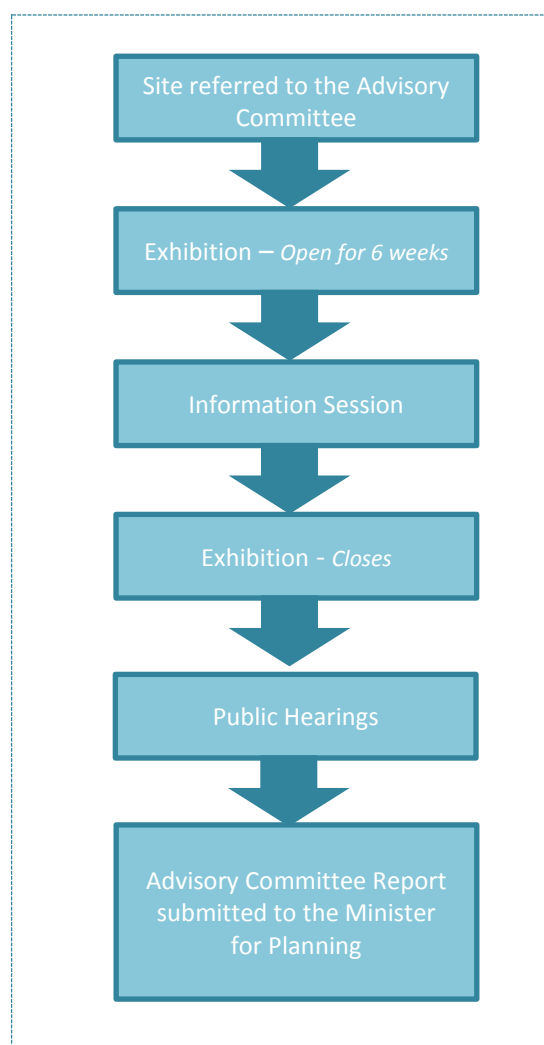 Site referred to the Advisory
Committee
Exhibition – Open for 6 weeks
Information Session
Exhibition - Closes
Public Hearings
Advisory Committee Report
submitted to the Minister
for Planning